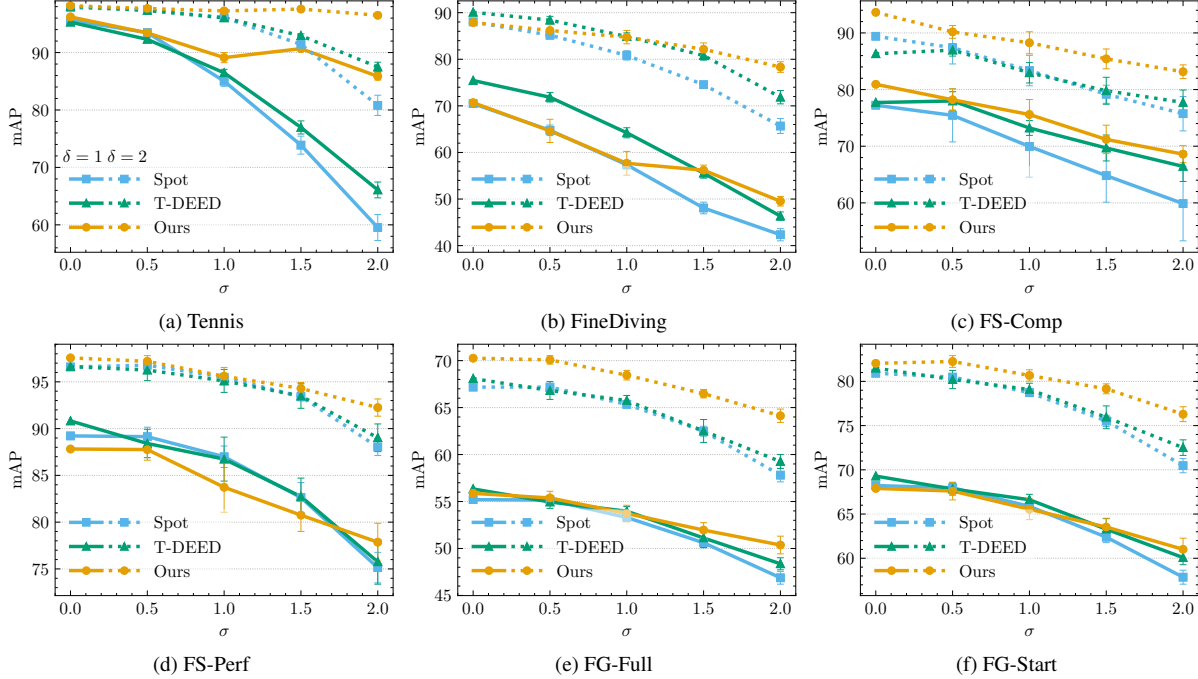 90
80
70
60
mAP
δ = 1 δ = 2
Spot
T-DEED
Ours
0.0 0.5 1.0 1.5 2.0
σ
(a) Tennis
90
80
70
60
50
40
mAP
Spot
T-DEED
Ours
0.0 0.5 1.0 1.5 2.0
σ
(b) FineDiving
90
80
70
60
mAP
Spot
T-DEED
Ours
0.0 0.5 1.0 1.5 2.0
σ
(c) FS-Comp
95
90
85
80
75
mAP
Spot
T-DEED
Ours
0.0 0.5 1.0 1.5 2.0
σ
(d) FS-Perf
70
65
60
55
50
45
mAP
Spot
T-DEED
Ours
0.0 0.5 1.0 1.5 2.0
σ
(e) FG-Full
80
75
70
65
60
mAP
Spot
T-DEED
Ours
0.0 0.5 1.0 1.5 2.0
σ
(f) FG-Start